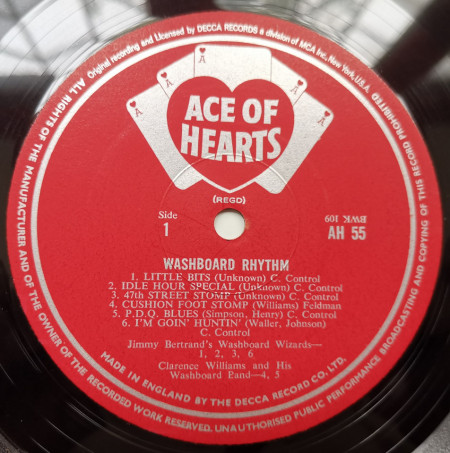 Original recording and Licensed by DECCA RECORDS a division of MCA Inc., New York, U.S.A.
ALL RIGHTS OF THE MANUFACTURER AND OF THE OWNER OF THE RECORDED WORK RESERVED. UNAUTHORISED PUBLIC PERFORMANCE BROADCASTING AND COPYING OF THIS RECORD PROHIBITED
A
A
A
A
ACE OF
HEARTS
(REGD)
Side
1
BWK 109
AH 55
WASHBOARD RHYTHM
1. LITTLE BITS (Unknown) C. Control
2. IDLE HOUR SPECIAL (Unknown) C. Control
3. 47th STREET STOMP (Unknown) C. Control
4. CUSHION FOOT STOMP (Williams) Feldman
5. P.D.Q. BLUES (Simpson, Henry) C. Control
6. I'M GOIN' HUNTIN' (Waller, Johnson)
C. Control
Jimmy Bertrand's Washboard Wizards—
1, 2, 3, 6
Clarence Williams and His
Washboard Band—4, 5
MADE IN ENGLAND BY THE DECCA RECORD CO. LTD.